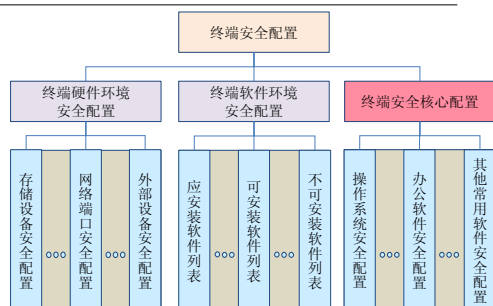 终端安全配置
终端硬件环境
安全配置
终端软件环境
安全配置
终端安全核心配置
存储设备安全配置
网络端口安全配置
外部设备安全配置
应安装软件列表
可安装软件列表
不可安装软件列表
操作系统安全配置
办公软件安全配置
其他常用软件安全配置